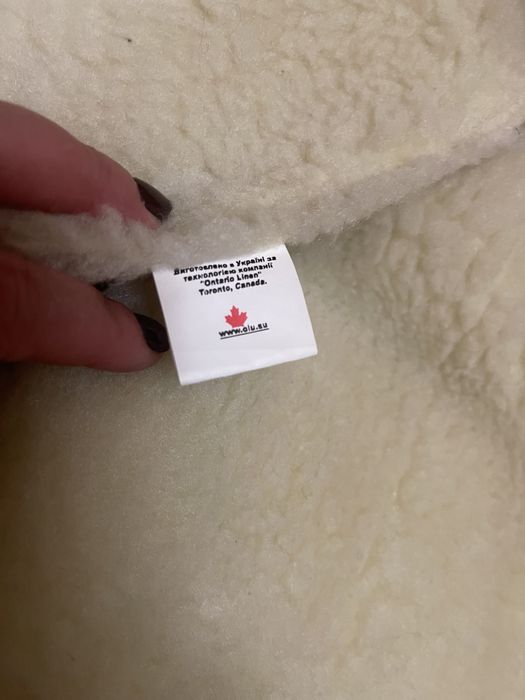 Виготовлено в Україні за
технологією компанії
"Ontario Linen"
Toronto, Canada.
www.olu.su